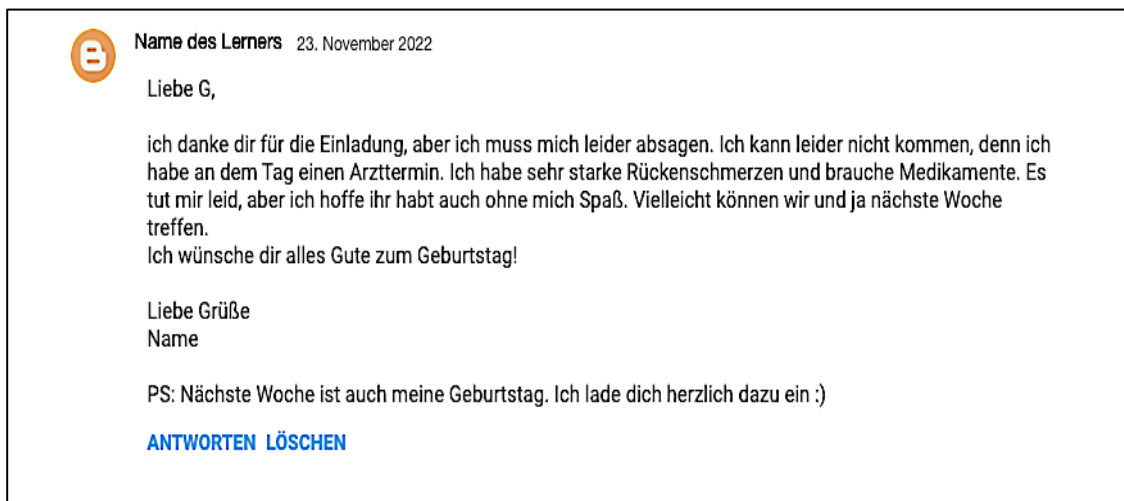 Name des Lerners 23. November 2022
Liebe G,
ich danke dir für die Einladung, aber ich muss mich leider absagen. Ich kann leider nicht kommen, denn ich
habe an dem Tag einen Arzttermin. Ich habe sehr starke Rückenschmerzen und brauche Medikamente. Es
tut mir leid, aber ich hoffe ihr habt auch ohne mich Spaß. Vielleicht können wir und ja nächste Woche
treffen.
Ich wünsche dir alles Gute zum Geburtstag!
Liebe Grüße
Name
PS: Nächste Woche ist auch meine Geburtstag. Ich lade dich herzlich dazu ein :)
ANTWORTEN LÖSCHEN